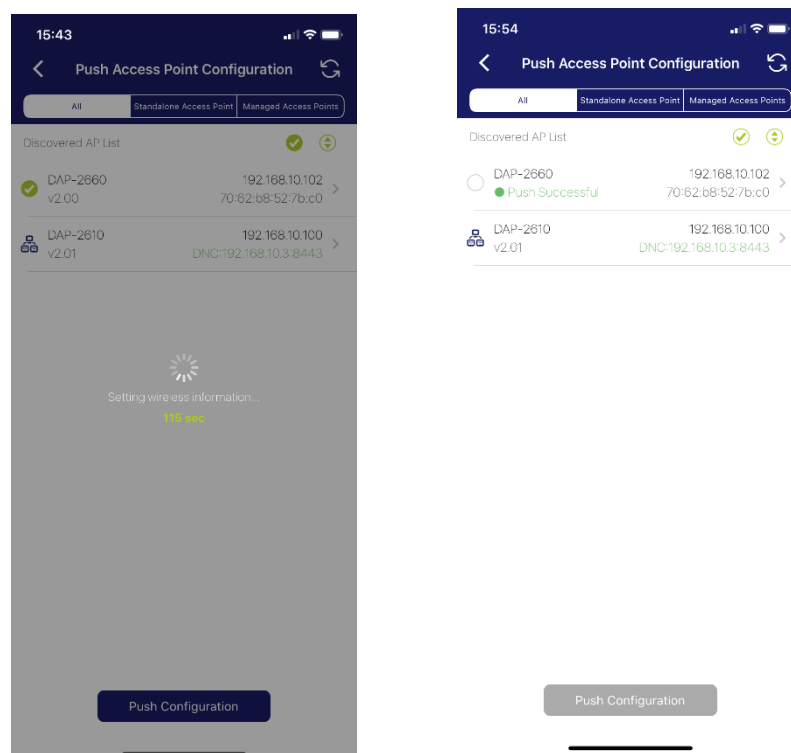 15:43
Push Access Point Configuration
All
Standalone Access Point
Managed Access Points
Discovered AP List
DAP-2660
192.168.10.102
v2.00
70:62:b8:52:7b:c0
DAP-2610
192.168.10.100
v2.01
DNC:192.168.10.3:8443
Setting wireless information...
115 sec
Push Configuration
15:54
Push Access Point Configuration
All
Standalone Access Point
Managed Access Points
Discovered AP List
DAP-2660
192.168.10.102
Push Successful
70:62:b8:52:7b:c0
DAP-2610
192.168.10.100
v2.01
DNC:192.168.10.3:8443
Push Configuration